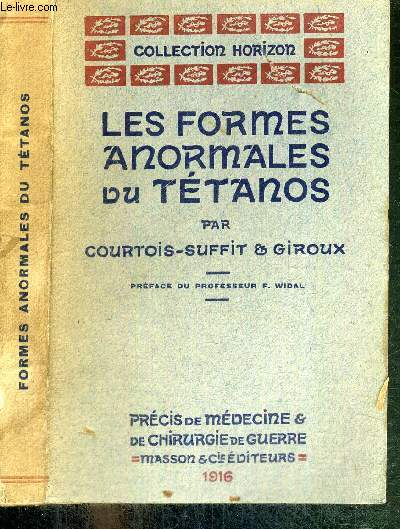 Le-livre.com
FORMES ANORMALES DU TÉTANOS
COLLECTION HORIZON
LES FORMES
ANORMALES
DU TÉTANOS
PAR
COURTOIS-SUFFIT & GIROUX
PRÉFACE DU PROFESSEUR F. WIDAL
PRÉCIS DE MÉDECINE &
DE CHIRURGIE DE GUERRE
=MASSON & CIE ÉDITEURS=
1916